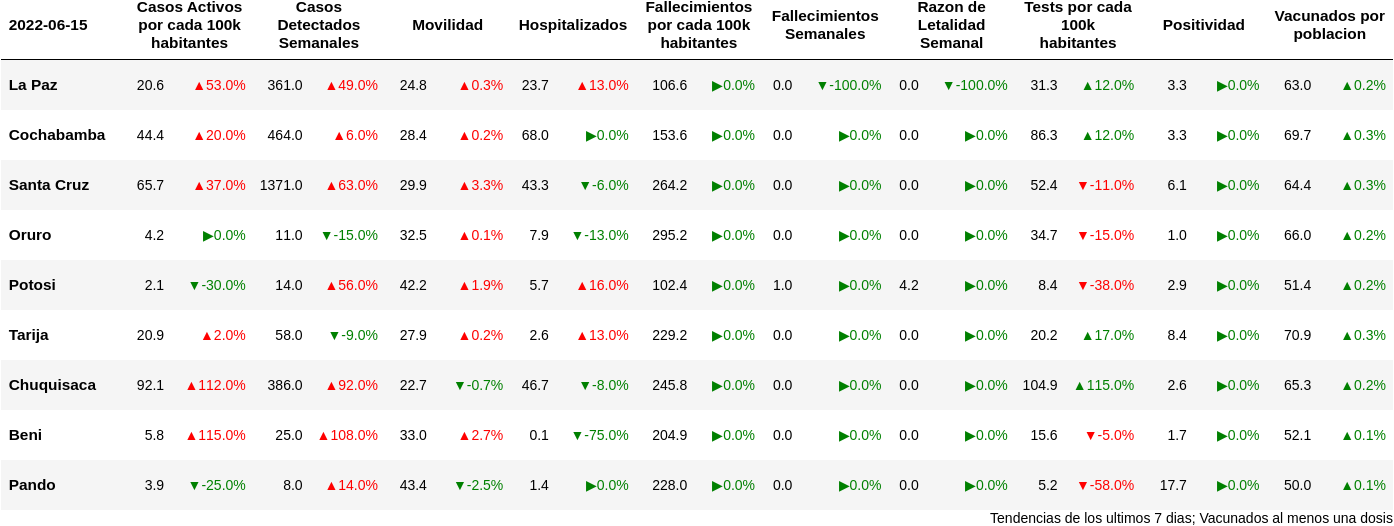 2022-06-15 Casos Activos por cada 100k habitantes Casos Detectados Semanales Movilidad Hospitalizados Fallecimientos por cada 100k habitantes Fallecimientos Semanales Razon de Letalidad Semanal Tests por cada 100k habitantes Positividad Vacunados por poblacion
La Paz 20.6 ▲53.0% 361.0 ▲49.0% 24.8 ▲0.3% 23.7 ▲13.0% 106.6 ▶0.0% 0.0 ▼-100.0% 0.0 ▼-100.0% 31.3 ▲12.0% 3.3 ▶0.0% 63.0 ▲0.2%
Cochabamba 44.4 ▲20.0% 464.0 ▲6.0% 28.4 ▲0.2% 68.0 ▶0.0% 153.6 ▶0.0% 0.0 ▶0.0% 0.0 ▶0.0% 86.3 ▲12.0% 3.3 ▶0.0% 69.7 ▲0.3%
Santa Cruz 65.7 ▲37.0% 1371.0 ▲63.0% 29.9 ▲3.3% 43.3 ▼-6.0% 264.2 ▶0.0% 0.0 ▶0.0% 0.0 ▶0.0% 52.4 ▼-11.0% 6.1 ▶0.0% 64.4 ▲0.3%
Oruro 4.2 ▶0.0% 11.0 ▼-15.0% 32.5 ▲0.1% 7.9 ▼-13.0% 295.2 ▶0.0% 0.0 ▶0.0% 0.0 ▶0.0% 34.7 ▼-15.0% 1.0 ▶0.0% 66.0 ▲0.2%
Potosi 2.1 ▼-30.0% 14.0 ▲56.0% 42.2 ▲1.9% 5.7 ▲16.0% 102.4 ▶0.0% 1.0 ▶0.0% 4.2 ▶0.0% 8.4 ▼-38.0% 2.9 ▶0.0% 51.4 ▲0.2%
Tarija 20.9 ▲2.0% 58.0 ▼-9.0% 27.9 ▲0.2% 2.6 ▲13.0% 229.2 ▶0.0% 0.0 ▶0.0% 0.0 ▶0.0% 20.2 ▲17.0% 8.4 ▶0.0% 70.9 ▲0.3%
Chuquisaca 92.1 ▲112.0% 386.0 ▲92.0% 22.7 ▼-0.7% 46.7 ▼-8.0% 245.8 ▶0.0% 0.0 ▶0.0% 0.0 ▶0.0% 104.9 ▲115.0% 2.6 ▶0.0% 65.3 ▲0.2%
Beni 5.8 ▲115.0% 25.0 ▲108.0% 33.0 ▲2.7% 0.1 ▼-75.0% 204.9 ▶0.0% 0.0 ▶0.0% 0.0 ▶0.0% 15.6 ▼-5.0% 1.7 ▶0.0% 52.1 ▲0.1%
Pando 3.9 ▼-25.0% 8.0 ▲14.0% 43.4 ▼-2.5% 1.4 ▶0.0% 228.0 ▶0.0% 0.0 ▶0.0% 0.0 ▶0.0% 5.2 ▼-58.0% 17.7 ▶0.0% 50.0 ▲0.1%
Tendencias de los ultimos 7 dias; Vacunados al menos una dosis